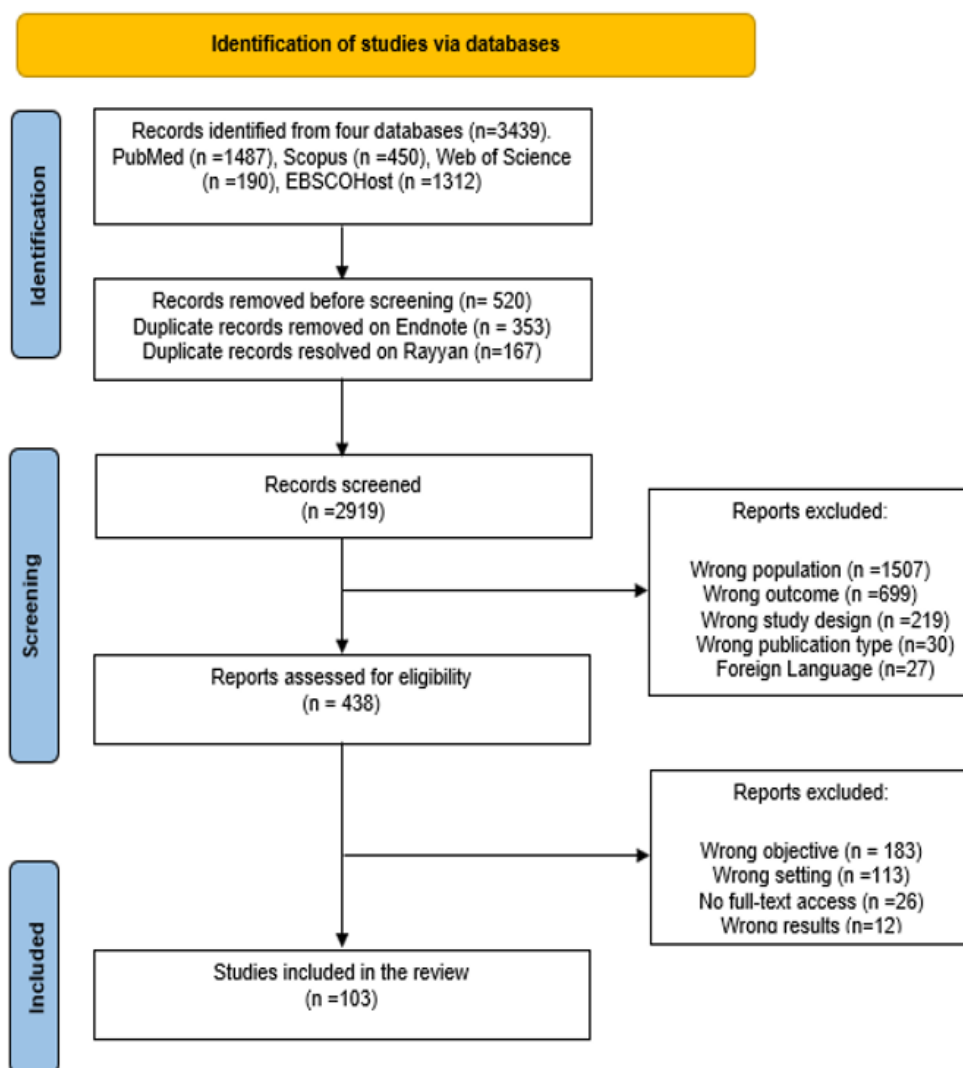 Identification of studies via databases
Identification
Records identified from four databases (n=3439).
PubMed (n =1487), Scopus (n =450), Web of Science
(n =190), EBSCOHost (n =1312)
Records removed before screening (n= 520)
Duplicate records removed on Endnote (n = 353)
Duplicate records resolved on Rayyan (n=167)
Screening
Records screened
(n =2919)
Reports excluded:
Wrong population (n =1507)
Wrong outcome (n =699)
Wrong study design (n =219)
Wrong publication type (n=30)
Foreign Language (n=27)
Reports assessed for eligibility
(n = 438)
Reports excluded:
Wrong objective (n = 183)
Wrong setting (n =113)
No full-text access (n =26)
Wrong results (n=12)
Included
Studies included in the review
(n =103)